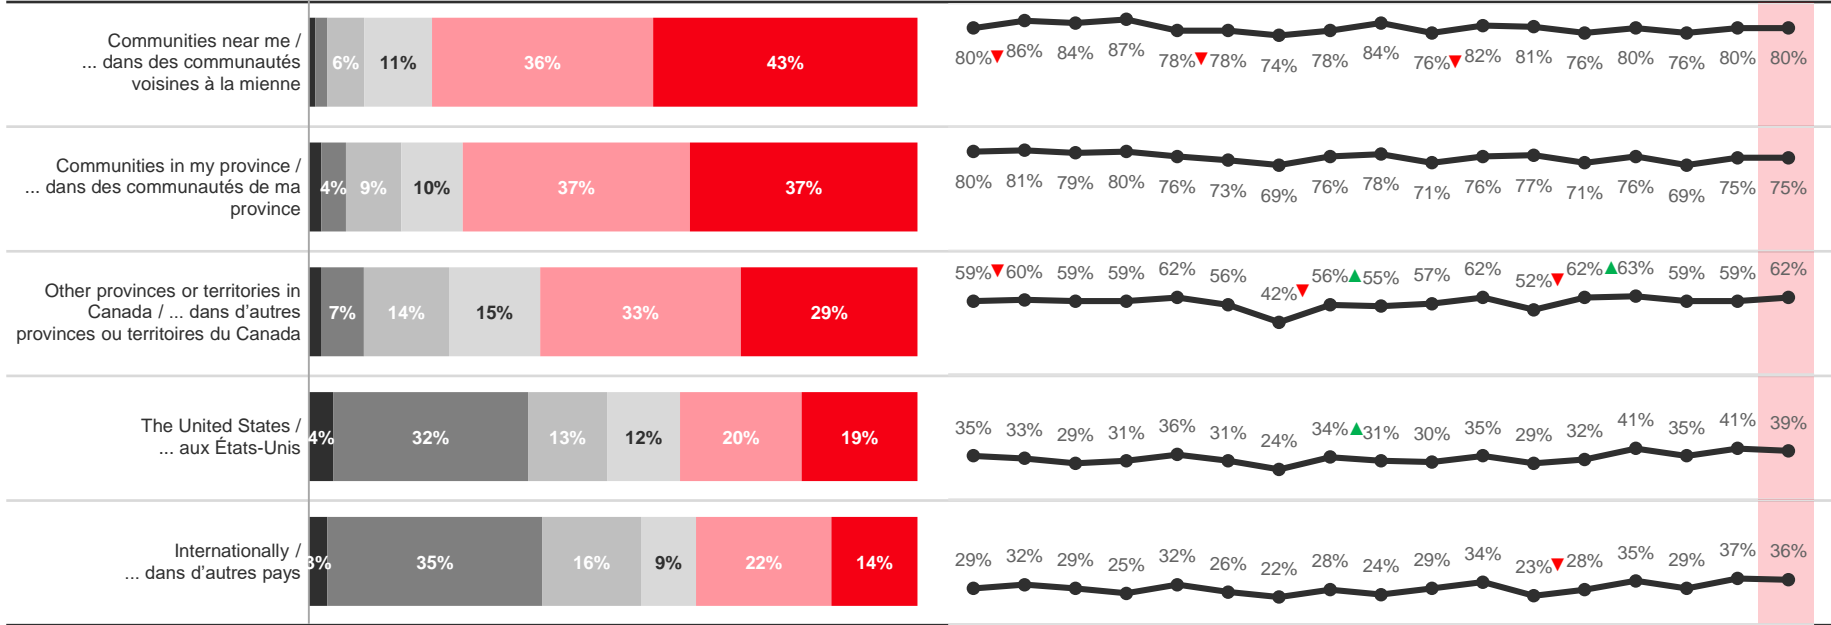 Communities near me /
... dans des communautés
voisines à la mienne
6% 11% 36% 43%
80% ▼ 86% 84% 87% 78% ▼ 78% 74% 78% 84% 76% ▼ 82% 81% 76% 80% 76% 80% 80%
Communities in my province /
... dans des communautés de ma
province
4% 9% 10% 37% 37%
80% 81% 79% 80% 76% 73% 69% 76% 78% 71% 76% 77% 71% 76% 69% 75% 75%
Other provinces or territories in
Canada / ... dans d'autres
provinces ou territoires du Canada
7% 14% 15% 33% 29%
59% ▼ 60% 59% 59% 62% 56% 42% ▼ 56% ▲ 55% 57% 62% 52% ▼ 62% ▲ 63% 59% 59% 62%
The United States /
... aux États-Unis
4% 32% 13% 12% 20% 19%
35% 33% 29% 31% 36% 31% 24% 34% ▲ 31% 30% 35% 29% 32% 41% 35% 41% 39%
Internationally /
... dans d'autres pays
3% 35% 16% 9% 22% 14%
29% 32% 29% 25% 32% 26% 22% 28% 24% 29% 34% 23% ▼ 28% 35% 29% 37% 36%